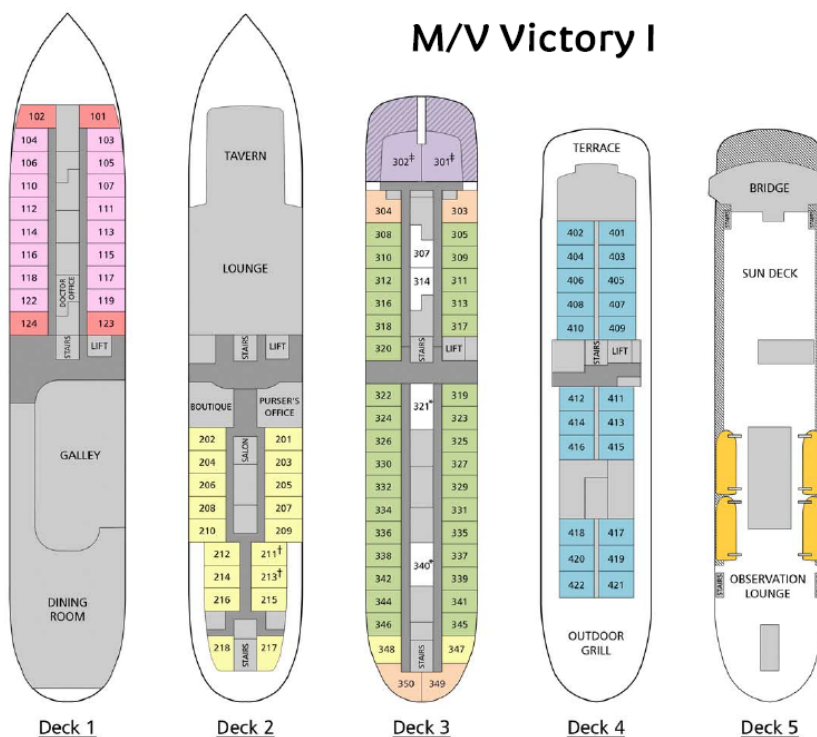 M/V Victory I
102
101
104
103
106
105
110
107
112
111
114
113
116
115
118
117
122
119
124
123
DOCTOR
OFFICE
STAIRS
LIFT
GALLEY
DINING
ROOM
Deck 1
TAVERN
LOUNGE
STAIRS
LIFT
BOUTIQUE
PURSER'S
OFFICE
202
201
SALON
204
203
206
205
208
207
210
209
212
211†
214
213†
216
215
218
STAIRS
217
Deck 2
302‡
301‡
304
303
308
305
307
310
309
312
314
311
316
313
318
317
320
STAIRS
LIFT
322
321*
319
324
323
326
325
330
327
332
329
334
331
336
335
338
337
340*
342
339
344
341
346
345
348
STAIRS
347
350
349
Deck 3
TERRACE
402
401
404
403
406
405
408
407
410
409
STAIRS
LIFT
412
411
414
413
416
415
418
417
420
419
422
421
OUTDOOR
GRILL
Deck 4
BRIDGE
STAIRS
STAIRS
SUN DECK
OBSERVATION
LOUNGE
STAIRS
STAIRS
Deck 5